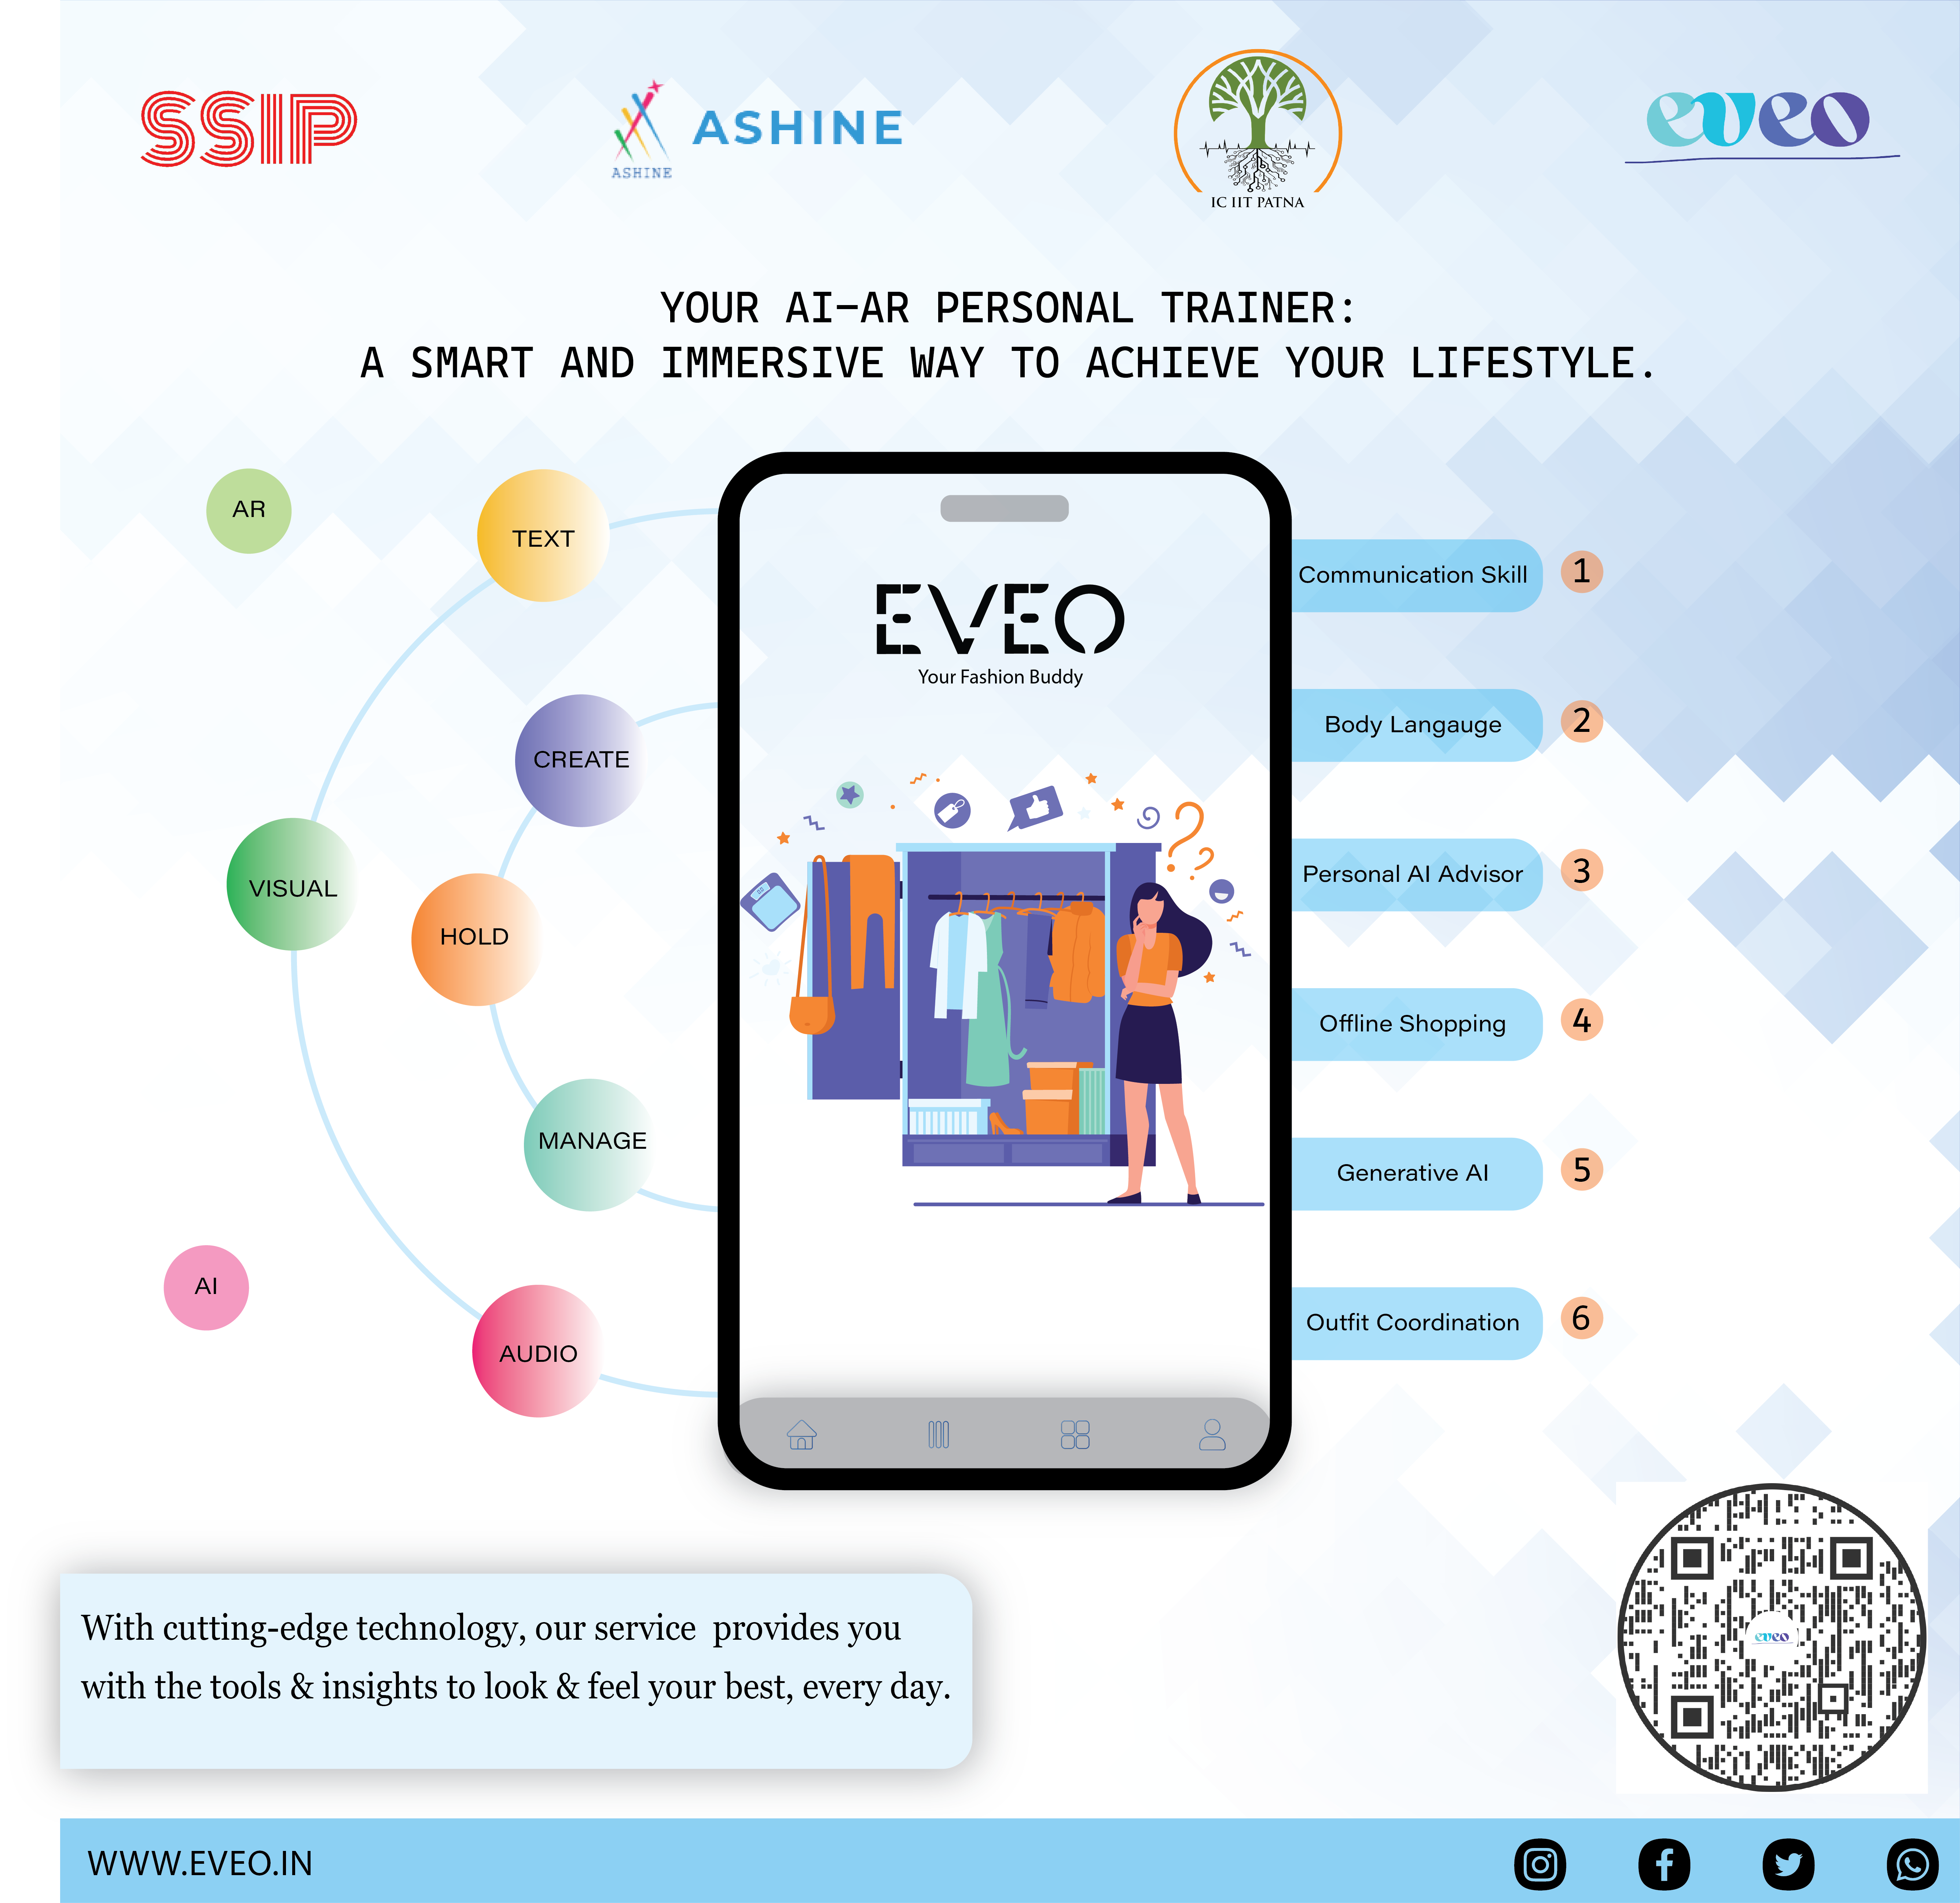 SSIP
ASHINE
ASHINE
IC IIT PATNA
eveo
YOUR AI-AR PERSONAL TRAINER:
A SMART AND IMMERSIVE WAY TO ACHIEVE YOUR LIFESTYLE.
AR
TEXT
CREATE
VISUAL
HOLD
MANAGE
AI
AUDIO
EVEO
Your Fashion Buddy
Communication Skill 1
Body Langauge 2
Personal AI Advisor 3
Offline Shopping 4
Generative AI 5
Outfit Coordination 6
With cutting-edge technology, our service provides you
with the tools & insights to look & feel your best, every day.
eveo
WWW.EVEO.IN